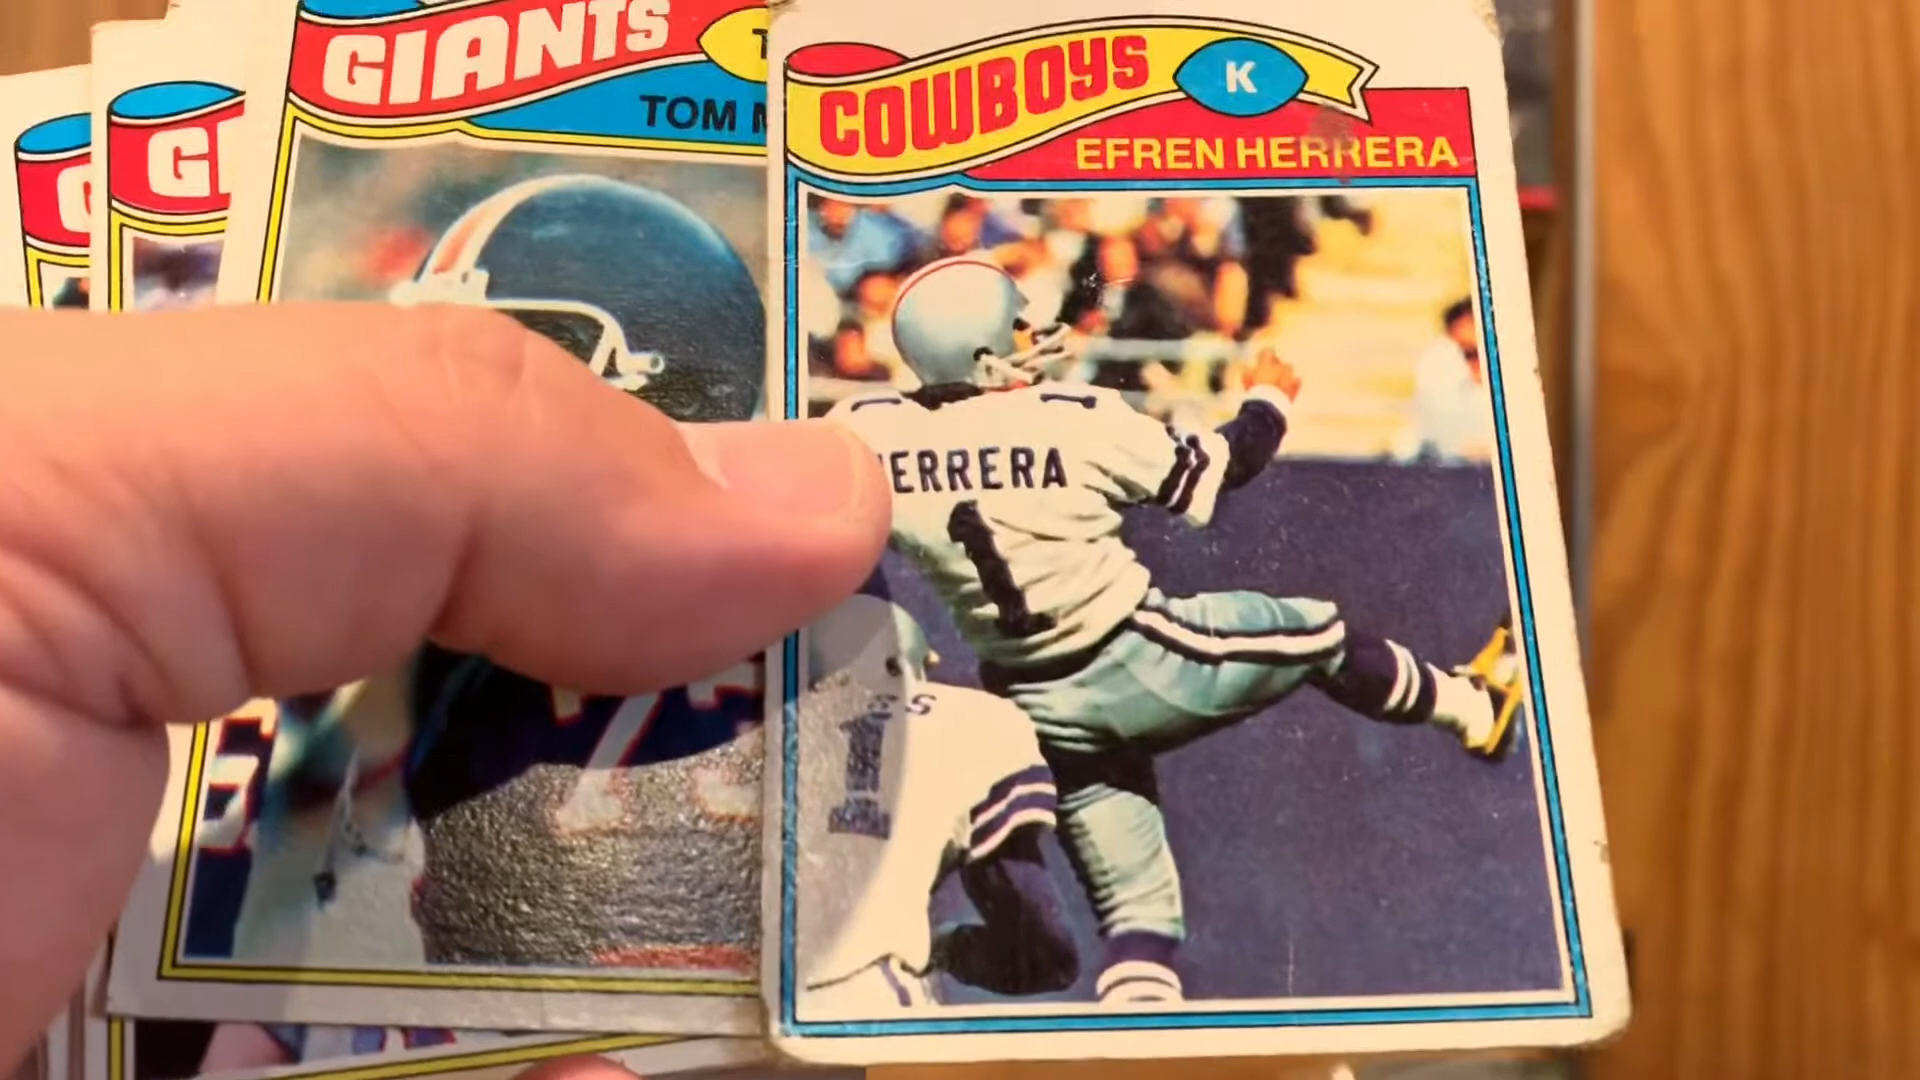 GIANTS
TOM
COWBOYS
K
EFREN HERRERA
ERRERA
1